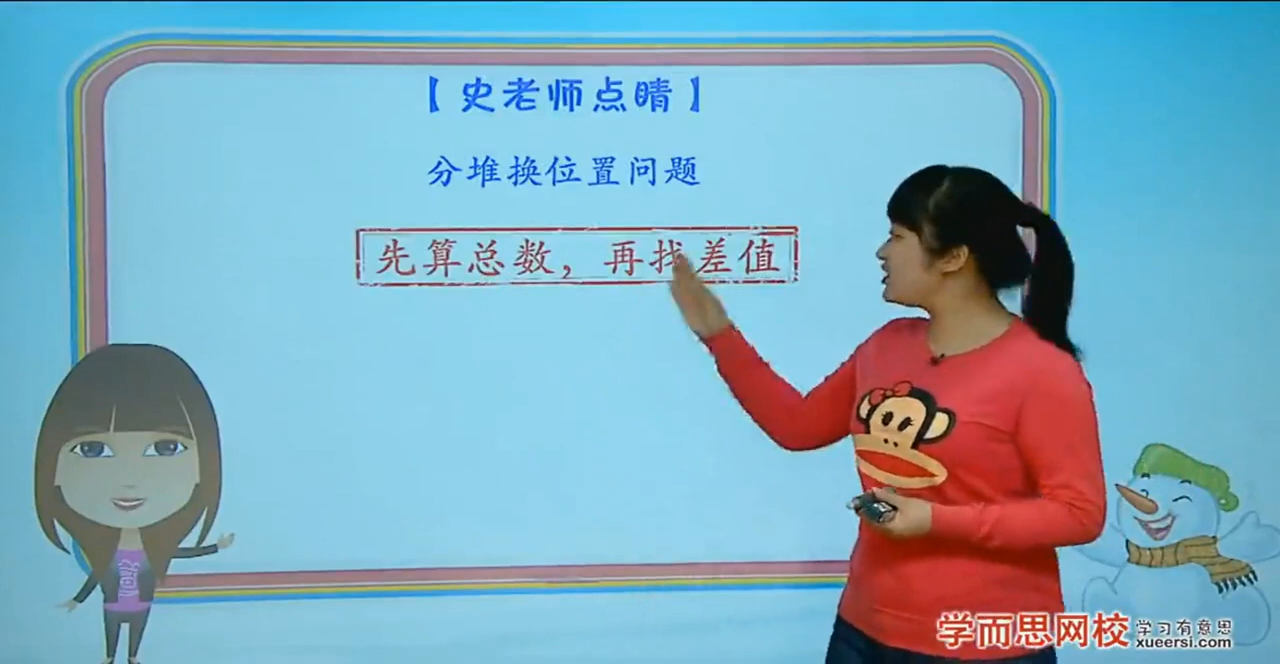 【史老师点睛】
分堆换位置问题
先算总数，再找差值
学而思网校 学习有意思
xueersi.com